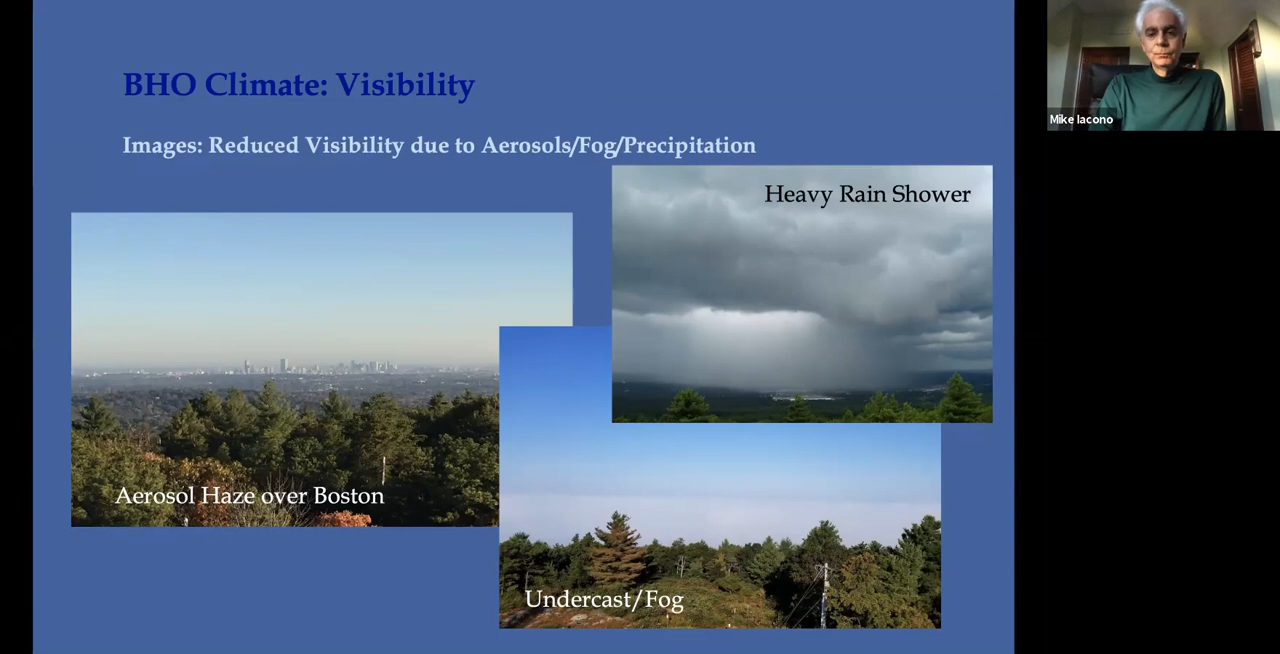 BHO Climate: Visibility
Images: Reduced Visibility due to Aerosols/Fog/Precipitation
Heavy Rain Shower
Aerosol Haze over Boston
Undercast/Fog
Mike Iacono